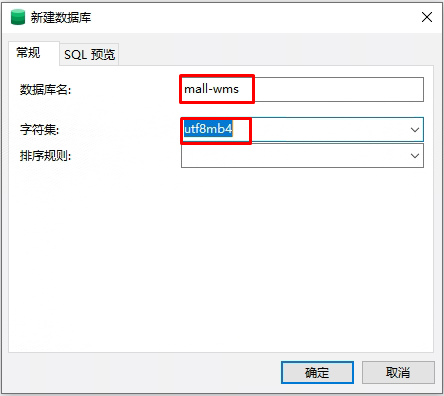 新建数据库
常规
SQL 预览
数据库名:
mall-wms
字符集:
utf8mb4
排序规则:
确定
取消